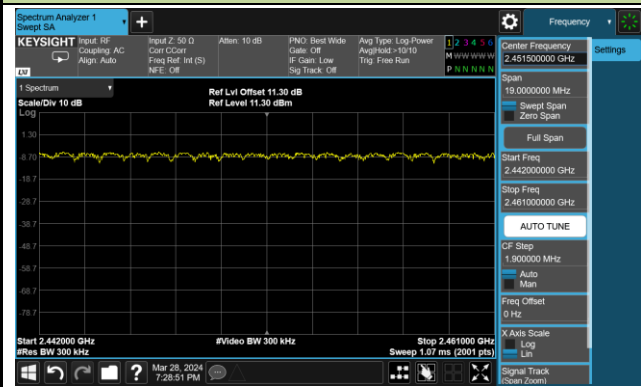 Spectrum Analyzer 1
Swept SA
Frequency
KEYSIGHT
Input: RF
Coupling: AC
Align: Auto
Input Z: 50 Ω
Corr CCorr
Freq Ref: Int (S)
NFE: Off
Atten: 10 dB
PNO: Best Wide
Gate: Off
IF Gain: Low
Sig Track: Off
Avg Type: Log-Power
Avg|Hold:>10/10
Trig: Free Run
1 2 3 4 5 6
M W W W W W
P N N N N N
LXI
Center Frequency
2.451500000 GHz
Settings
Span
19.0000000 MHz
Swept Span
Zero Span
Full Span
Start Freq
2.442000000 GHz
Stop Freq
2.461000000 GHz
AUTO TUNE
CF Step
1.900000 MHz
Auto
Man
Freq Offset
0 Hz
X Axis Scale
Log
Lin
Signal Track
(Span Zoom)
1 Spectrum
Scale/Div 10 dB
Log
Ref Lvl Offset 11.30 dB
Ref Level 11.30 dBm
1.30
-8.70
-18.7
-28.7
-38.7
-48.7
-58.7
-68.7
-78.7
Start 2.442000 GHz
#Res BW 300 kHz
#Video BW 300 kHz
Stop 2.461000 GHz
Sweep 1.07 ms (2001 pts)
Mar 28, 2024
7:28:51 PM